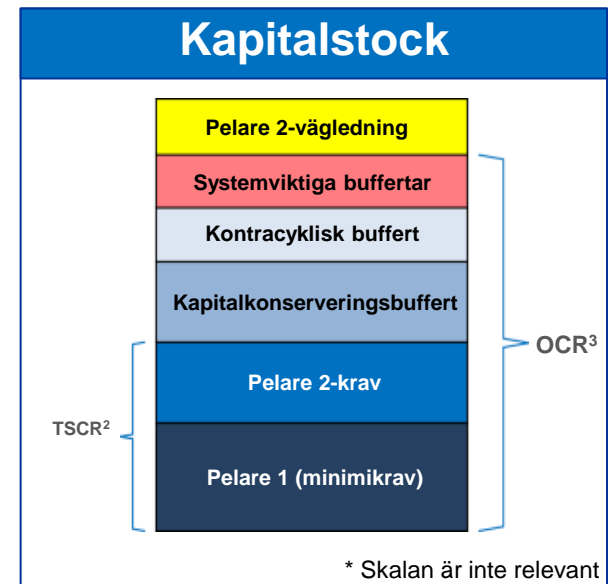 Kapitalstock
Pelare 2-vägledning
Systemviktiga buffertar
Kontracyklisk buffert
Kapitalkonserveringsbuffert
OCR³
Pelare 2-krav
TSCR²
Pelare 1 (minimikrav)
* Skalan är inte relevant